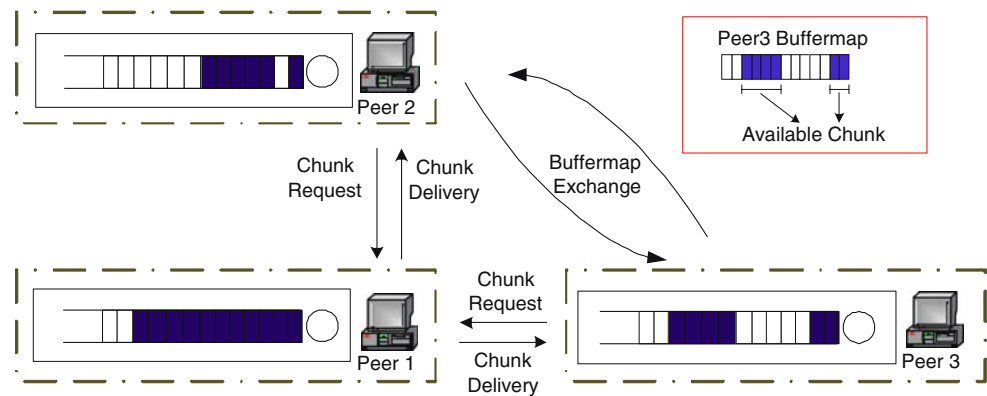 Peer3 Buffermap
Available Chunk
Peer 2
Chunk
Request
Chunk
Delivery
Buffermap
Exchange
Peer 1
Chunk
Request
Chunk
Delivery
Peer 3